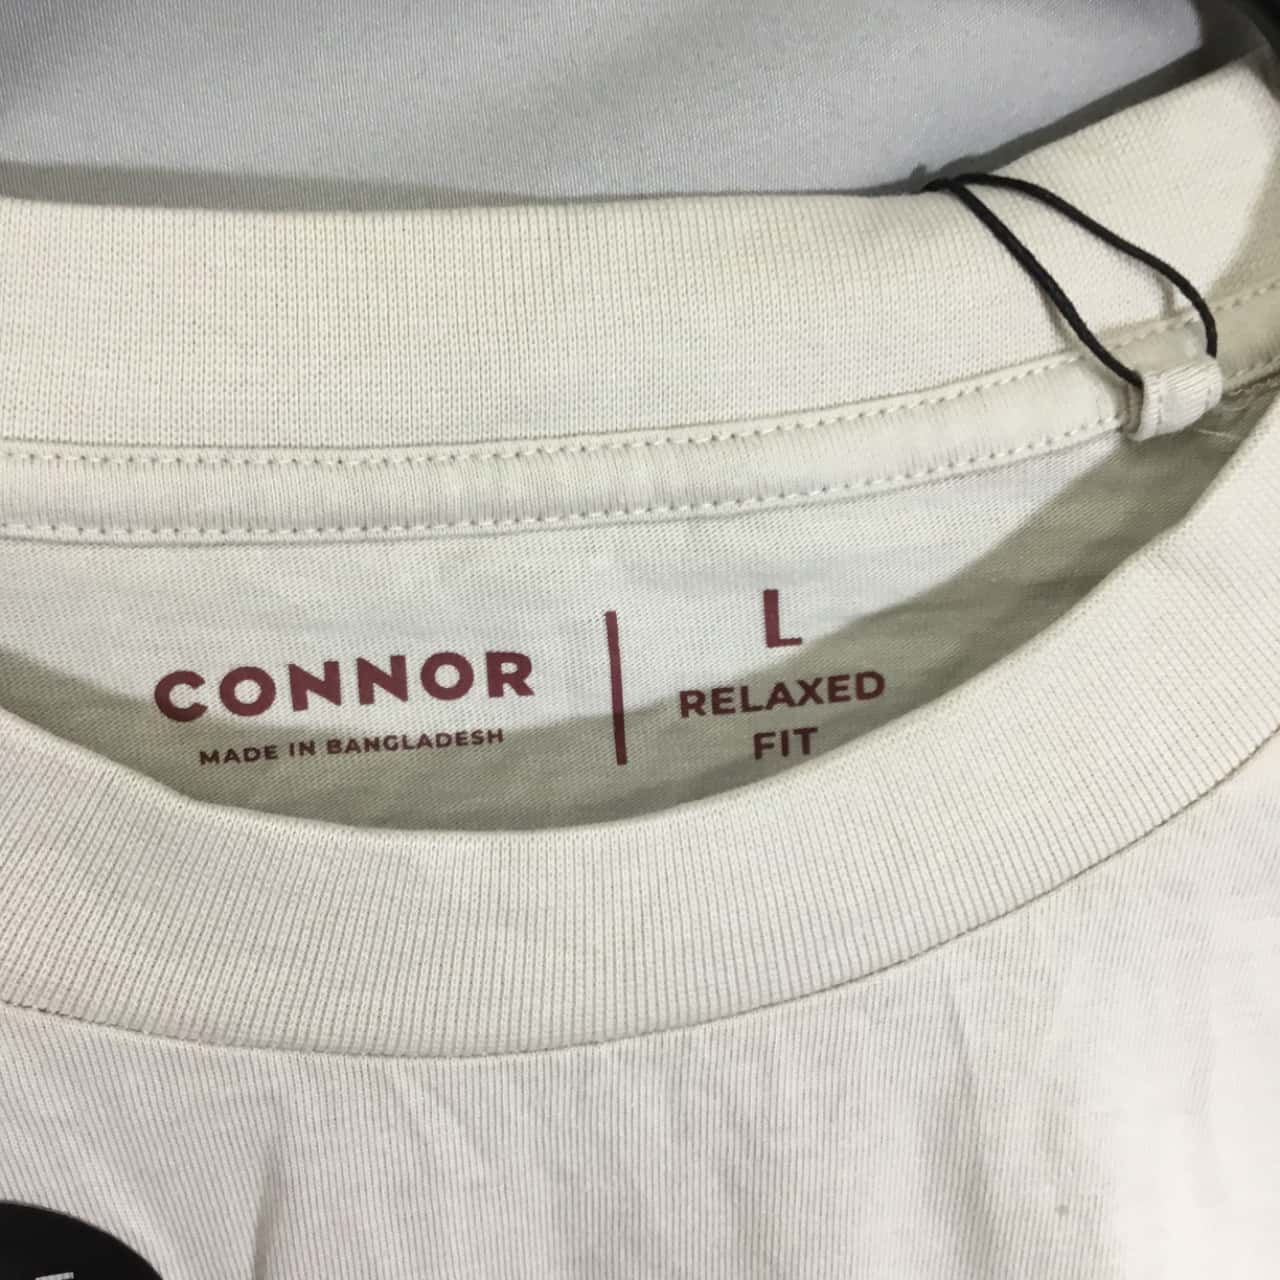 CONNOR
MADE IN BANGLADESH
L
RELAXED
FIT